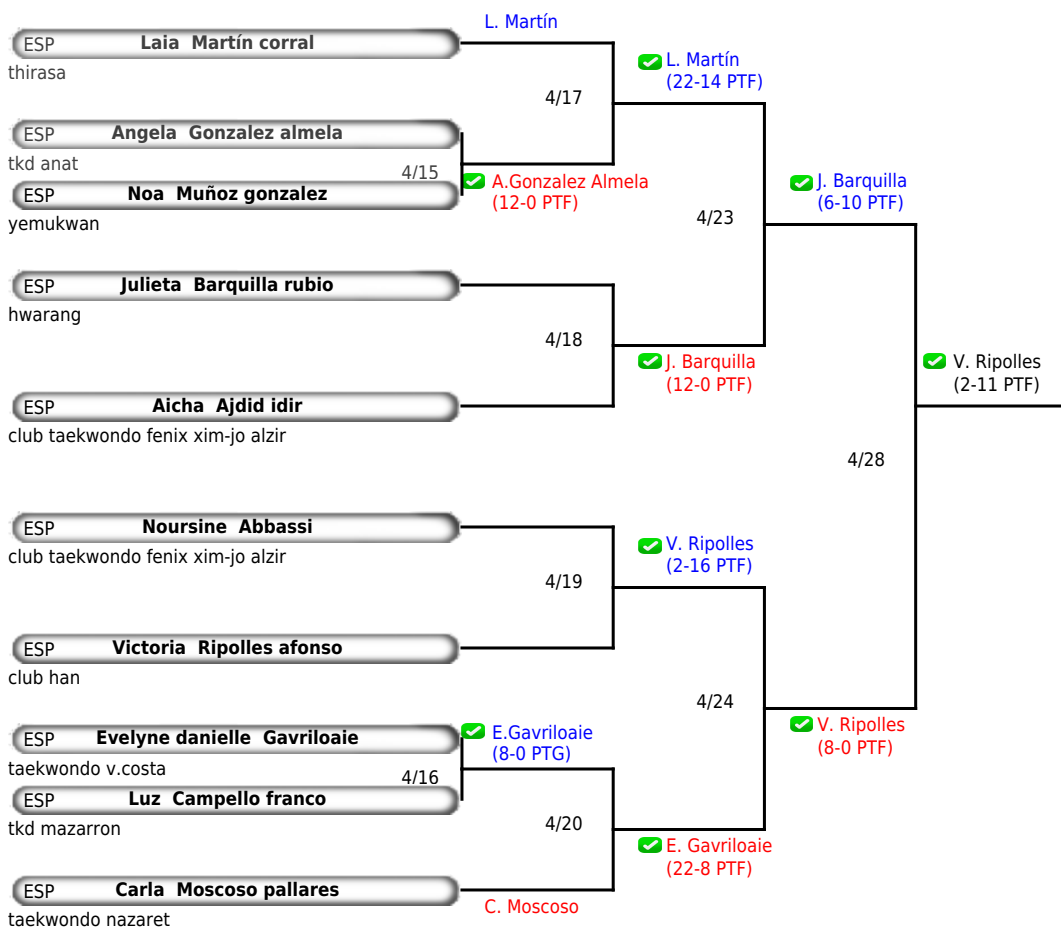 L. Martín
ESP Laia Martín corral
thirasa
L. Martín
(22-14 PTF)
4/17
ESP Angela Gonzalez almela
tkd anat
4/15
A.Gonzalez Almela
(12-0 PTF)
ESP Noa Muñoz gonzalez
yemukwan
J. Barquilla
(6-10 PTF)
4/23
ESP Julieta Barquilla rubio
hwarang
4/18
J. Barquilla
(12-0 PTF)
V. Ripolles
(2-11 PTF)
ESP Aicha Ajdid idir
club taekwondo fenix xim-jo alzir
4/28
ESP Noursine Abbassi
club taekwondo fenix xim-jo alzir
V. Ripolles
(2-16 PTF)
4/19
ESP Victoria Ripolles afonso
club han
4/24
E.Gavriloaie
(8-0 PTG)
V. Ripolles
(8-0 PTF)
ESP Evelyne danielle Gavriloaie
taekwondo v.costa
4/16
ESP Luz Campello franco
tkd mazarron
4/20
E. Gavriloaie
(22-8 PTF)
ESP Carla Moscoso pallares
C. Moscoso
taekwondo nazaret